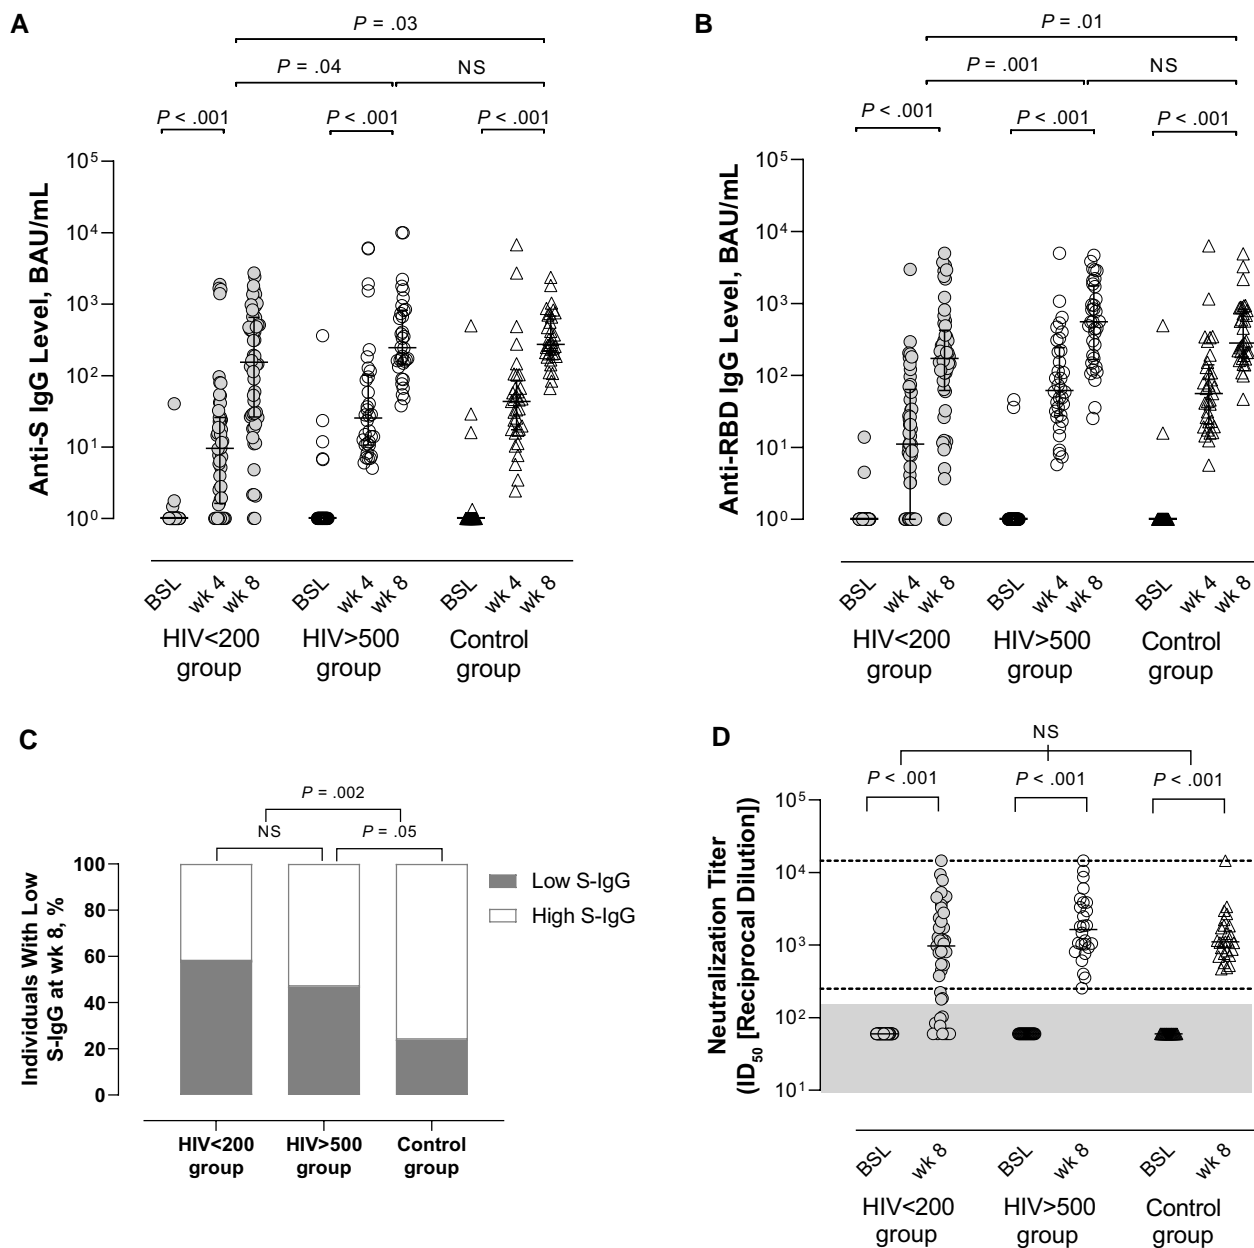 A
P = .03
P = .04
NS
P < .001
P < .001
P < .001
Anti-S IgG Level, BAU/mL
10⁵
10⁴
10³
10²
10¹
10⁰
BSL
wk 4
wk 8
BSL
wk 4
wk 8
BSL
wk 4
wk 8
HIV<200
group
HIV>500
group
Control
group
B
P = .01
P = .001
NS
P < .001
P < .001
P < .001
Anti-RBD IgG Level, BAU/mL
10⁵
10⁴
10³
10²
10¹
10⁰
BSL
wk 4
wk 8
BSL
wk 4
wk 8
BSL
wk 4
wk 8
HIV<200
group
HIV>500
group
Control
group
C
P = .002
NS
P = .05
Individuals With Low
S-IgG at wk 8, %
100
80
60
40
20
0
Low S-IgG
High S-IgG
HIV<200
group
HIV>500
group
Control
group
D
NS
P < .001
P < .001
P < .001
Neutralization Titer
(ID₅₀ [Reciprocal Dilution])
10⁵
10⁴
10³
10²
10¹
BSL
wk 8
BSL
wk 8
BSL
wk 8
HIV<200
group
HIV>500
group
Control
group